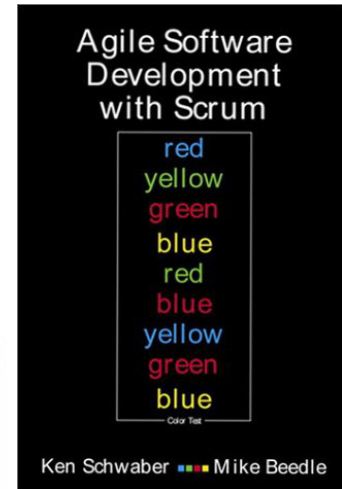 Agile Software
Development
with Scrum
red
yellow
green
blue
red
blue
yellow
green
blue
Color Test
Ken Schwaber Mike Beedle